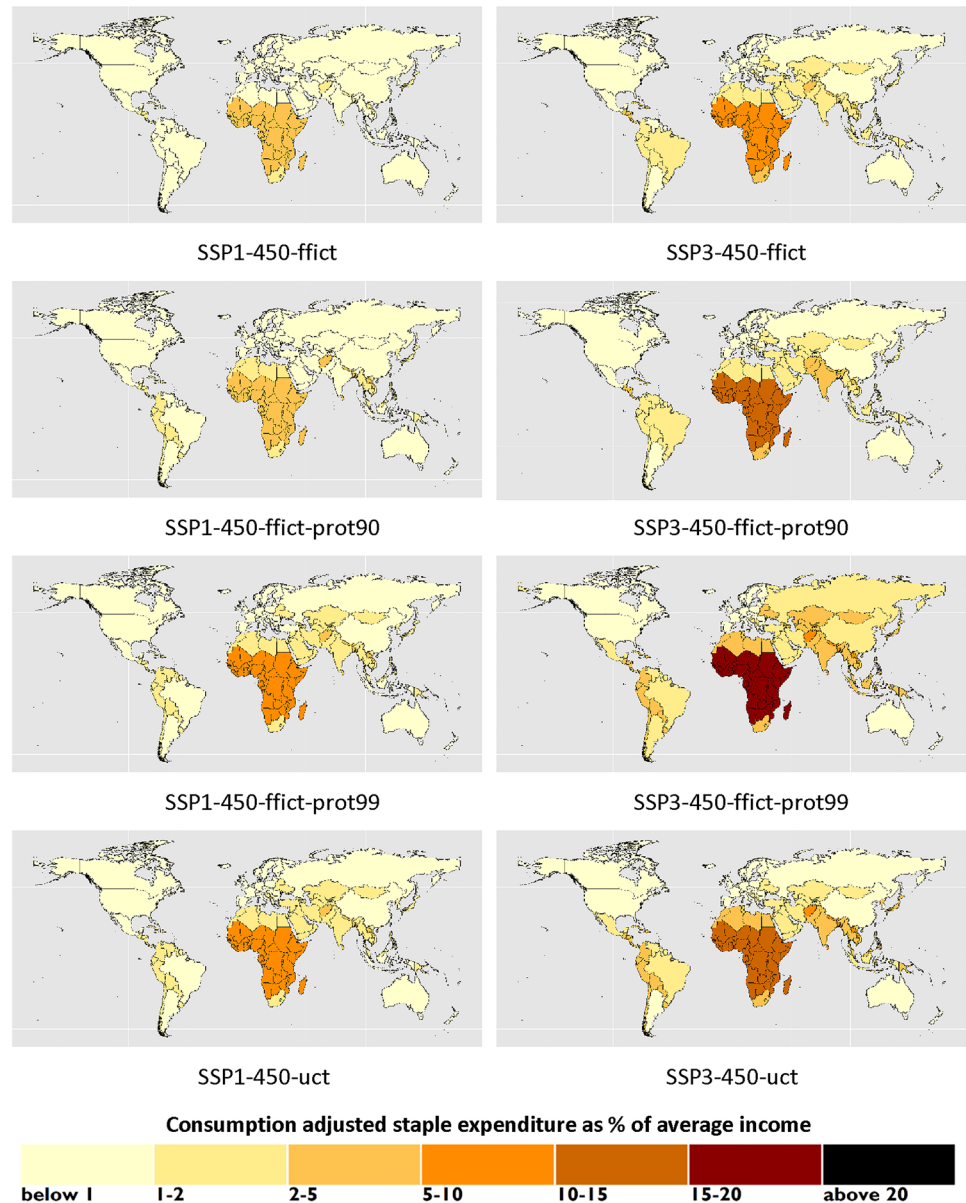 SSP1-450-ffict
SSP3-450-ffict
SSP1-450-ffict-prot90
SSP3-450-ffict-prot90
SSP1-450-ffict-prot99
SSP3-450-ffict-prot99
SSP1-450-uct
SSP3-450-uct
Consumption adjusted staple expenditure as % of average income
below 1 1-2 2-5 5-10 10-15 15-20 above 20